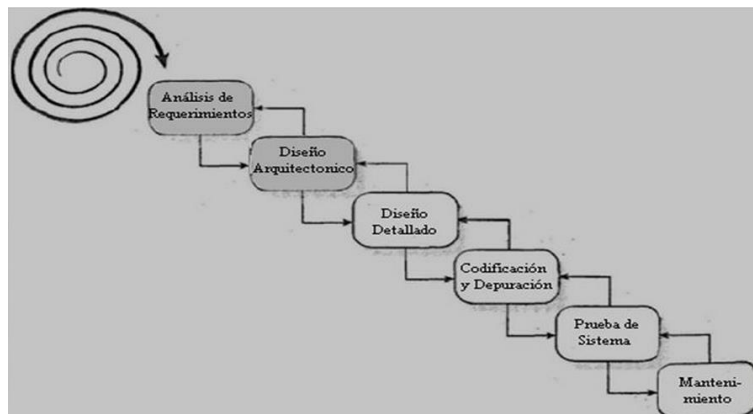 Análisis de
Requerimientos
Diseño
Arquitectonico
Diseño
Detallado
Codificación
y Depuración
Prueba de
Sistema
Manteni-
miento